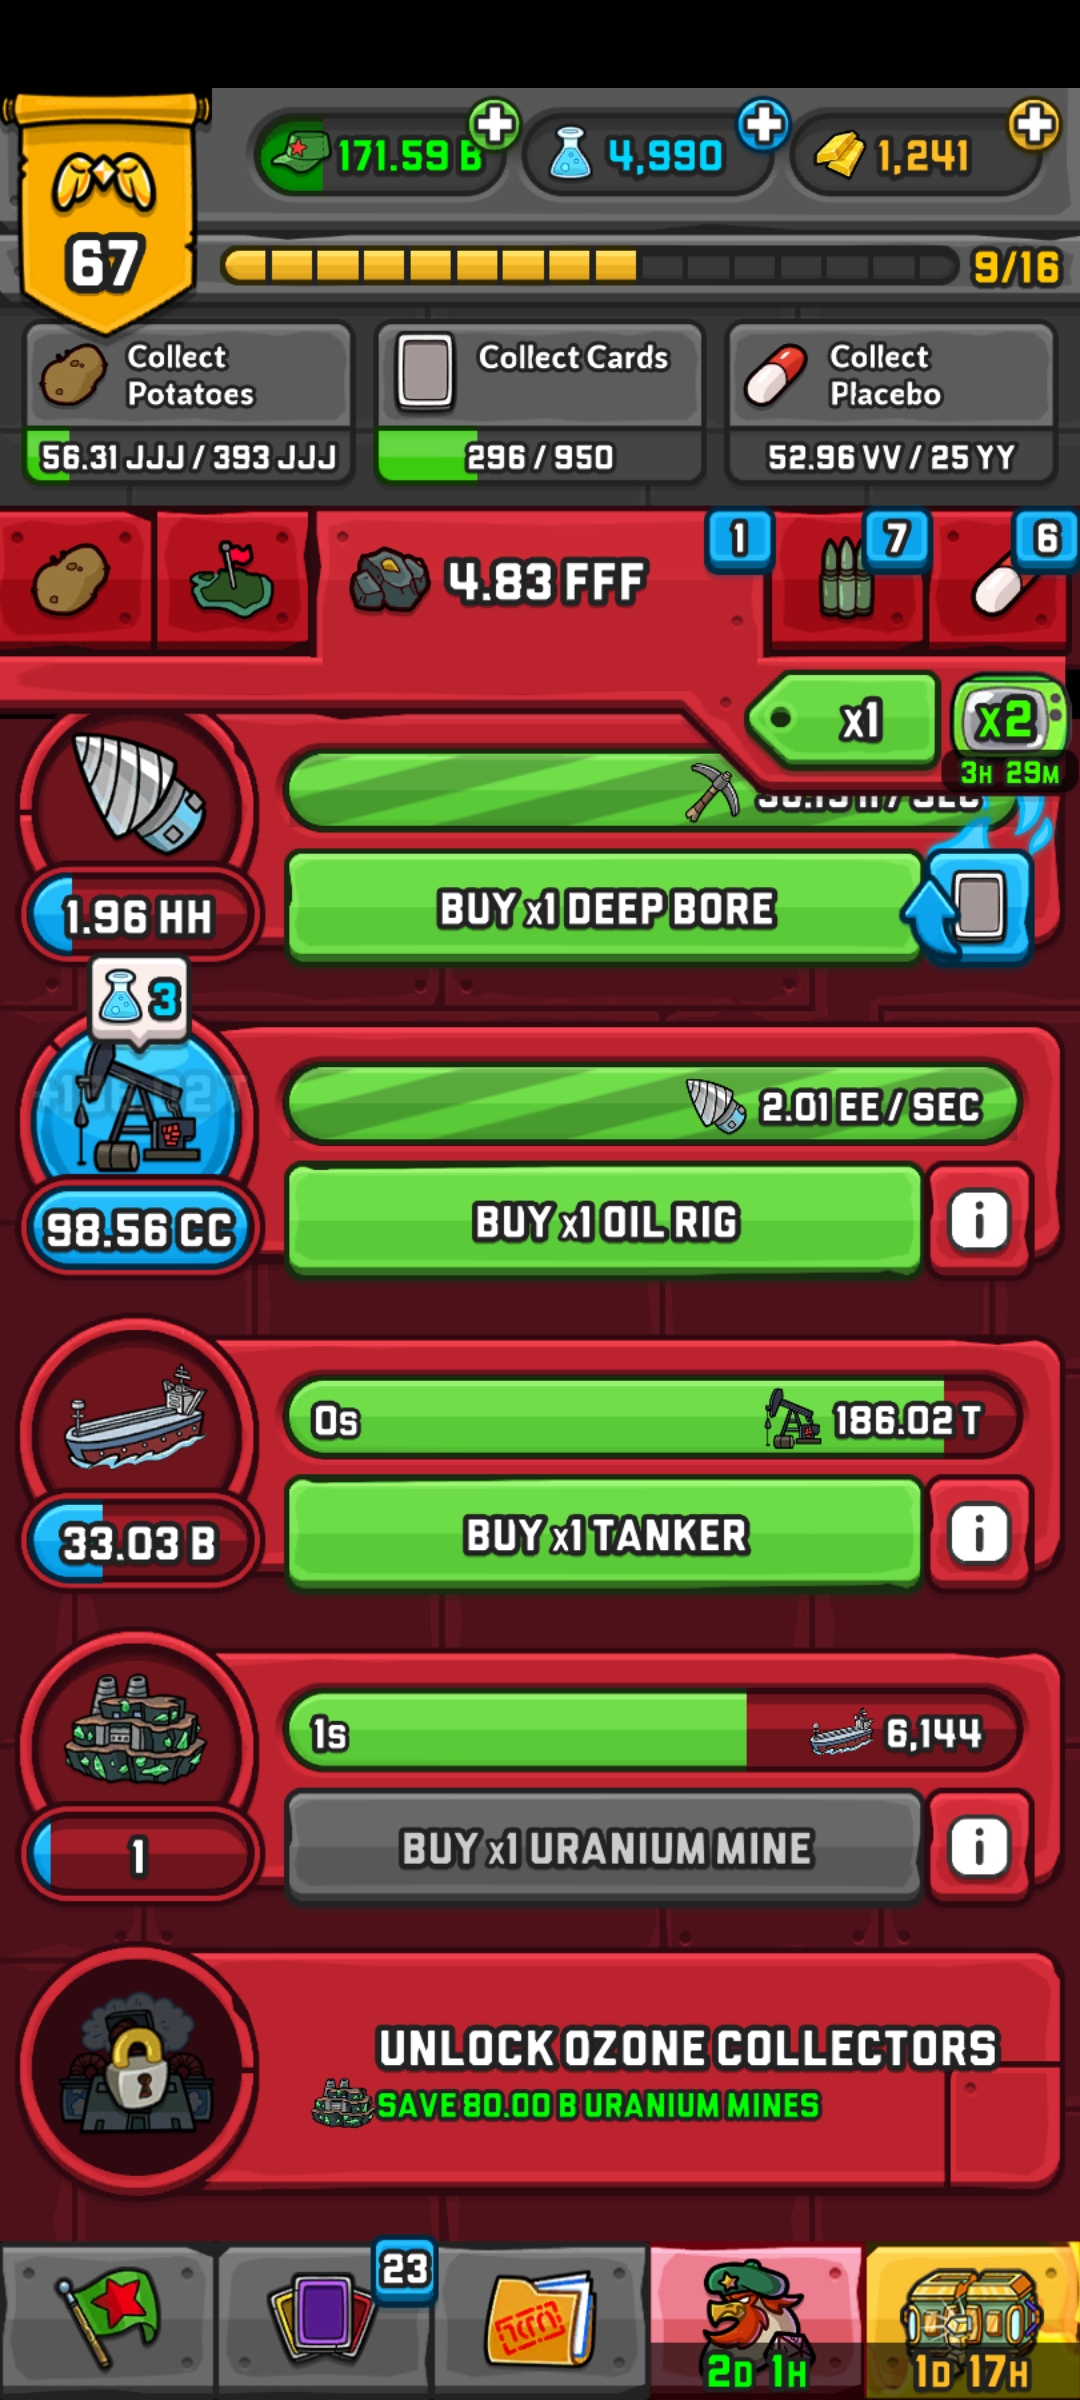 171.59 B
4,990
1,241
67
9/16
Collect Potatoes
56.31 JJJ / 393 JJJ
Collect Cards
296 / 950
Collect Placebo
52.96 VV / 25 YY
4.83 FFF
1
7
6
x1
x2
3H 29M
1.96 HH
BUY x1 DEEP BORE
3
2.01 EE / SEC
98.56 CC
BUY x1 OIL RIG
0s
186.02 T
33.03 B
BUY x1 TANKER
1s
6,144
1
BUY x1 URANIUM MINE
UNLOCK OZONE COLLECTORS
SAVE 80.00 B URANIUM MINES
23
2D 1H
1D 17H